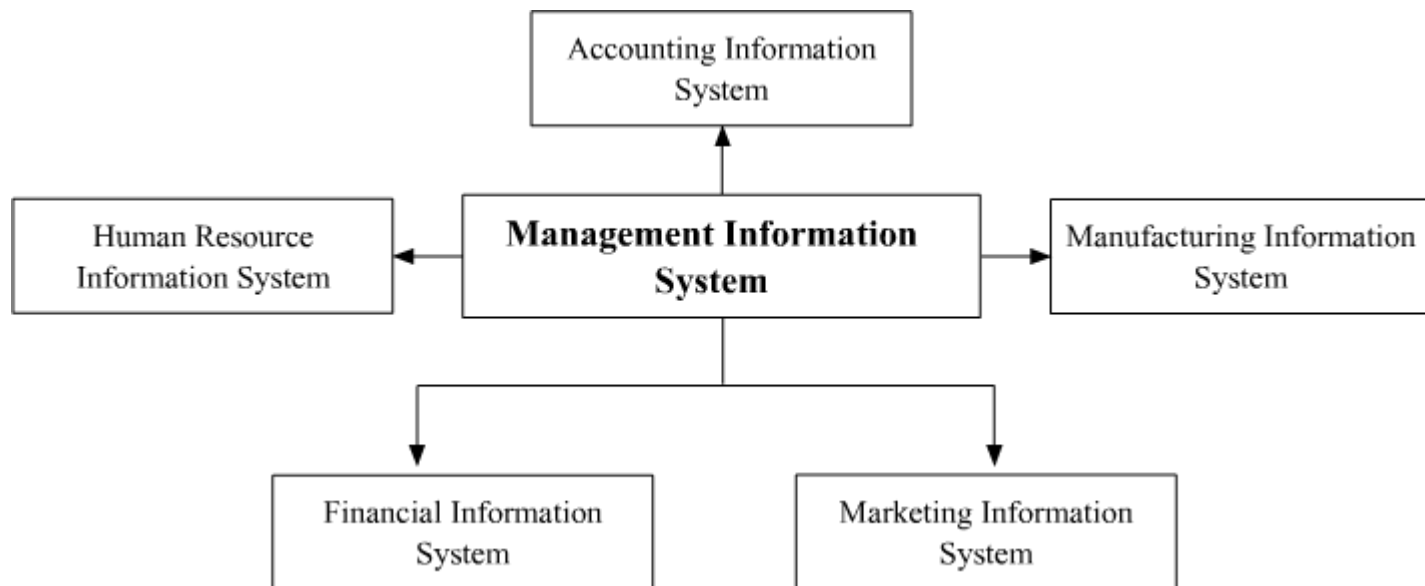 Accounting Information
System
Human Resource
Information System
Management Information
System
Manufacturing Information
System
Financial Information
System
Marketing Information
System